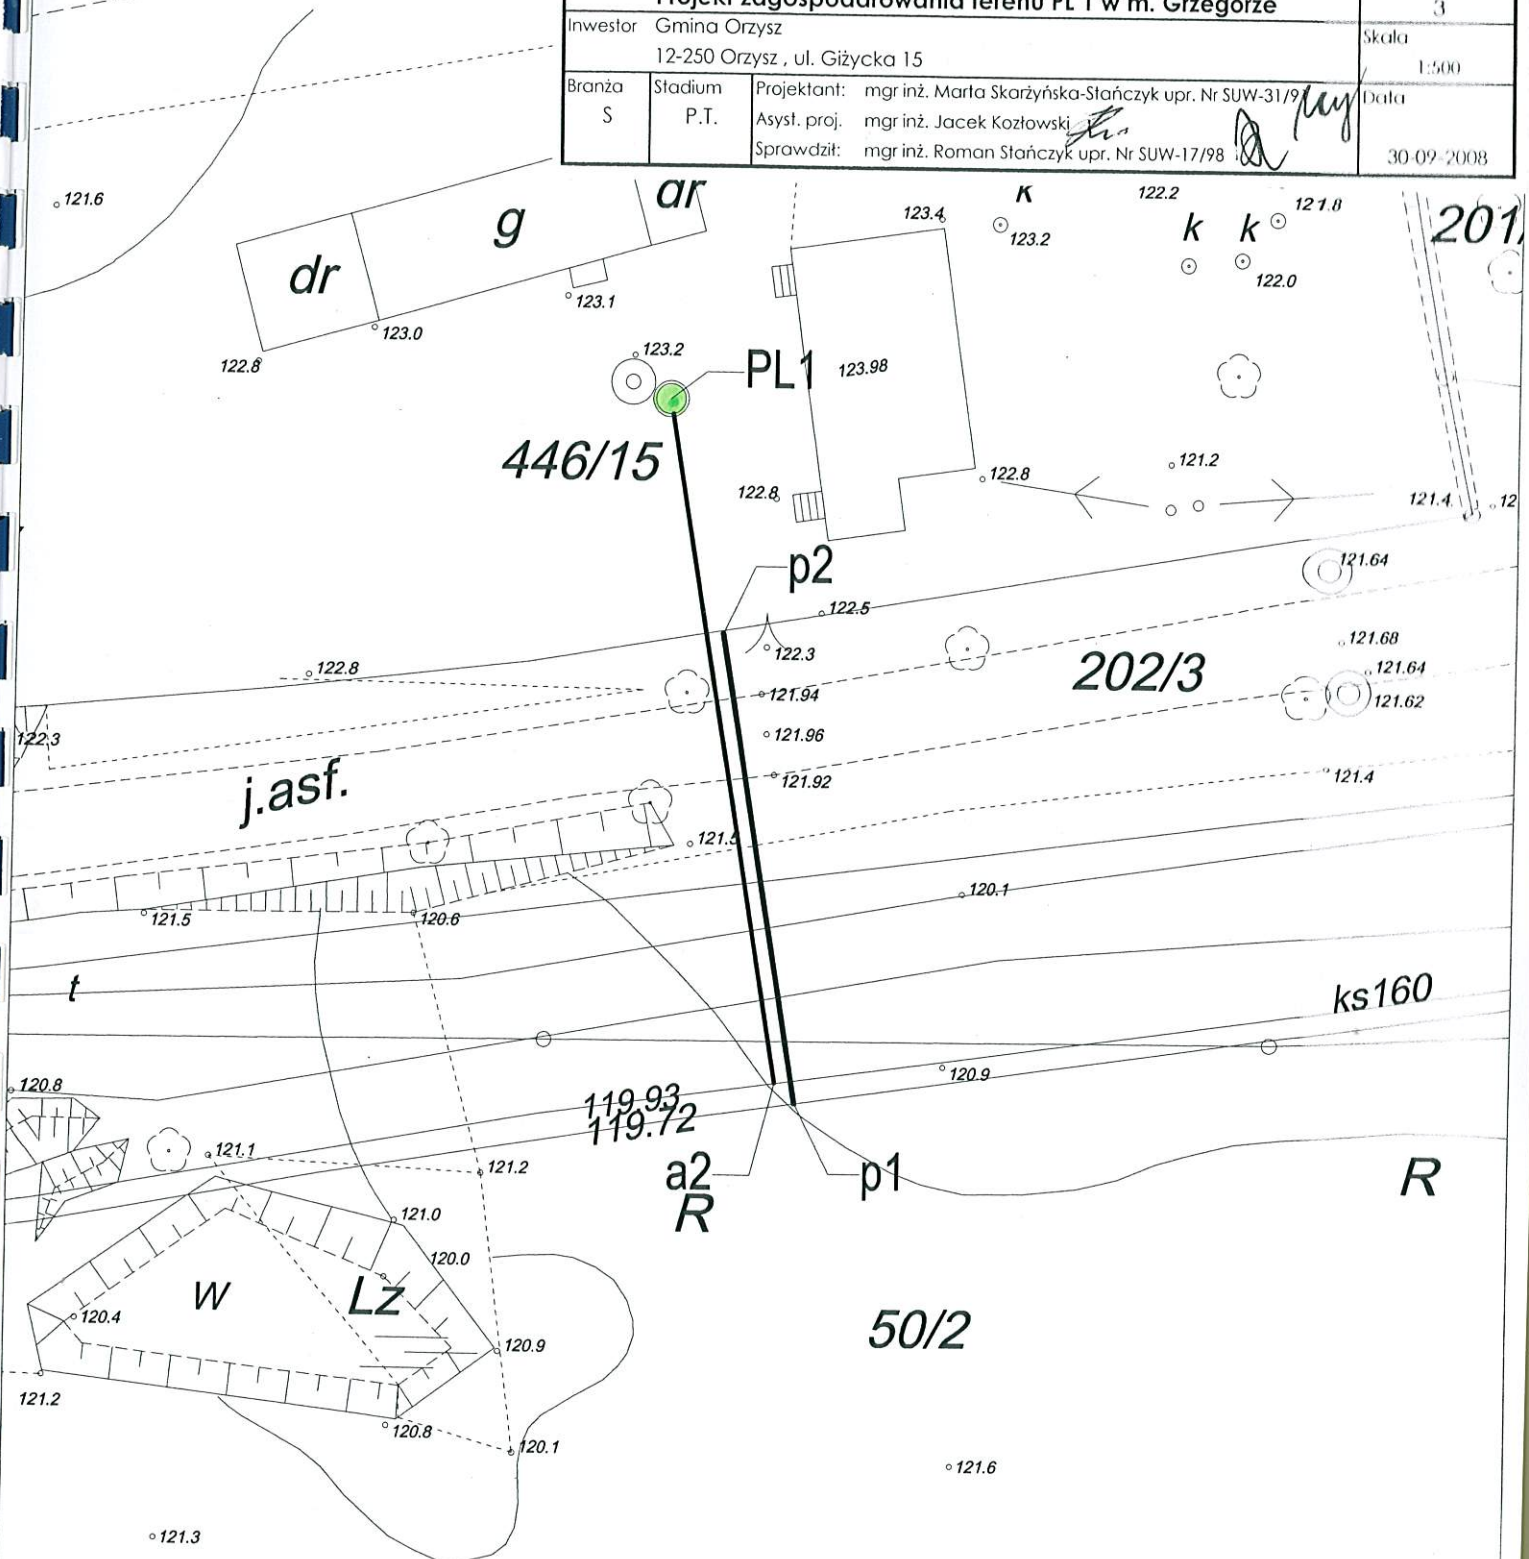 Projekt zagospodarowania terenu PL 1 w m. Grzegorze
3
Inwestor Gmina Orzysz
12-250 Orzysz , ul. Giżycka 15
Skala
1:500
Branża
S
Stadium
P.T.
Projektant: mgr inż. Marta Skarżyńska-Stańczyk upr. Nr SUW-31/9
Asyst. proj. mgr inż. Jacek Kozłowski
Sprawdził: mgr inż. Roman Stańczyk upr. Nr SUW-17/98
Data
30-09-2008
121.6
ar
g
dr
123.4
K
123.2
122.2
k k
121.8
122.0
201/
123.1
123.0
122.8
123.2
PL1
123.98
446/15
122.8
122.8
121.2
121.4
12
p2
121.64
122.5
122.3
122.8
202/3
121.68
121.64
121.62
121.94
122.3
121.96
121.92
121.4
j.asf.
121.5
121.5
120.6
120.1
t
ks160
120.8
119.93
119.72
120.9
121.1
121.2
a2
p1
R
R
121.0
120.0
W
Lz
120.4
50/2
120.9
121.2
120.8
120.1
121.6
121.3